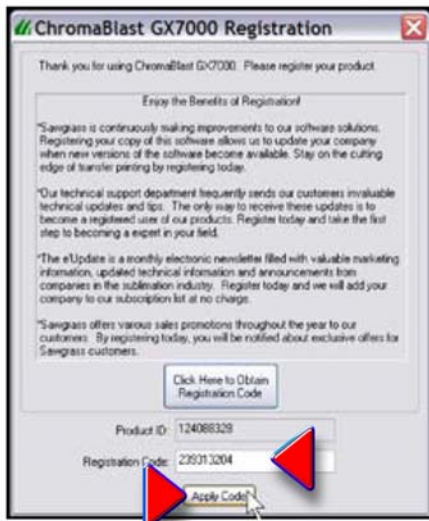 ChromaBlast GX7000 Registration
Thank you for using ChromaBlast GX7000. Please register your product.
Enjoy the Benefits of Registration!
*Sawgrass is continuously making improvements to our software solutions.
Registering your copy of this software allows us to update your company
when new versions of the software become available. Stay on the cutting
edge of transfer printing by registering today.
*Our technical support department frequently sends our customers invaluable
technical updates and tips. The only way to receive these updates is to
become a registered user of our products. Register today and take the first
step to becoming a expert in your field.
*The eUpdate is a monthly electronic newsletter filled with valuable marketing
information, updated technical information and announcements from
companies in the sublimation industry. Register today and we will add your
company to our subscription list at no charge.
*Sawgrass offers various sales promotions throughout the year to our
customers. By registering today, you will be notified about exclusive offers for
Sawgrass customers.
Click Here to Obtain
Registration Code
Product ID: 124088328
Registration Code: 239313204
Apply Code